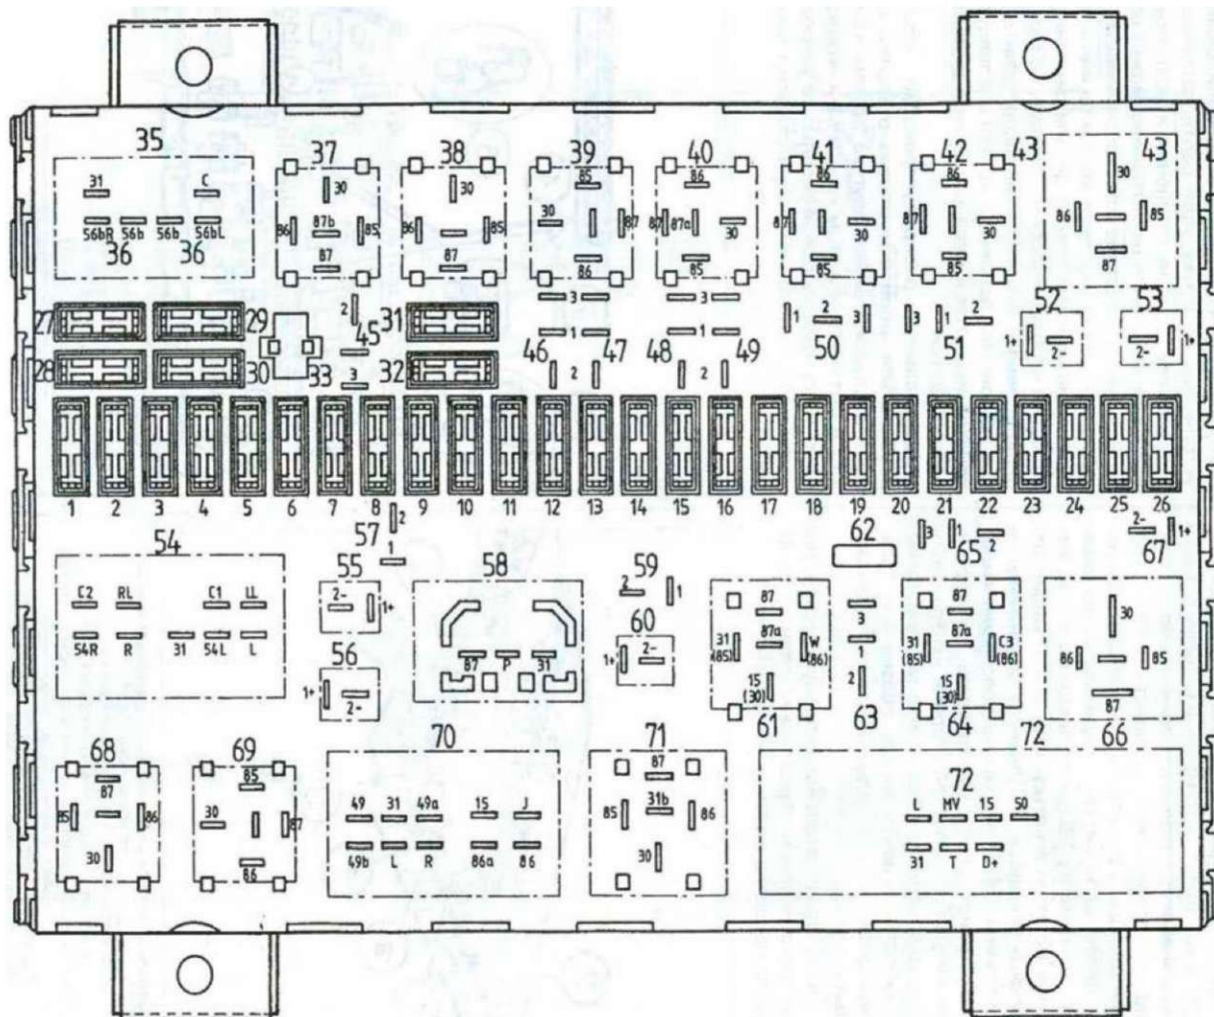 35 37 38 39 40 41 42 43 43
31 C 30 30 85 86 86 86 30
56bR 56b 56b 56bL 86 87b 85 86 85 30 87 87 87a 30 87 30 87 30 86 85
36 36 87 87 86 85 85 85 87
27 29 2 31 3 3 1 2 3 3 1 2 52 53
45 1 1 1+ 2- 2- 1+
28 30 33 3 32 46 2 47 48 2 49 50 51
1 2 3 4 5 6 7 8 9 10 11 12 13 14 15 16 17 18 19 20 21 22 23 24 25 26
54 57 2 1 62 3 1 65 2 2- 1+ 67
55 58 59 2 1
C2 RL C1 LL 2- 1+ 87 3 87 30
54R R 31 54L L 87 P 31 60 1+ 2- 31 (85) 87a W (86) 1 31 (85) 87a C3 (86) 86 85
56 1+ 2- 15 (30) 2 15 (30) 87
61 63 64 66
68 69 70 71 72
87 85 49 31 49a 15 J 87 72
85 86 30 87 85 31b 86 L MV 15 50
30 86 49b L R 86a 86 30 31 T D+